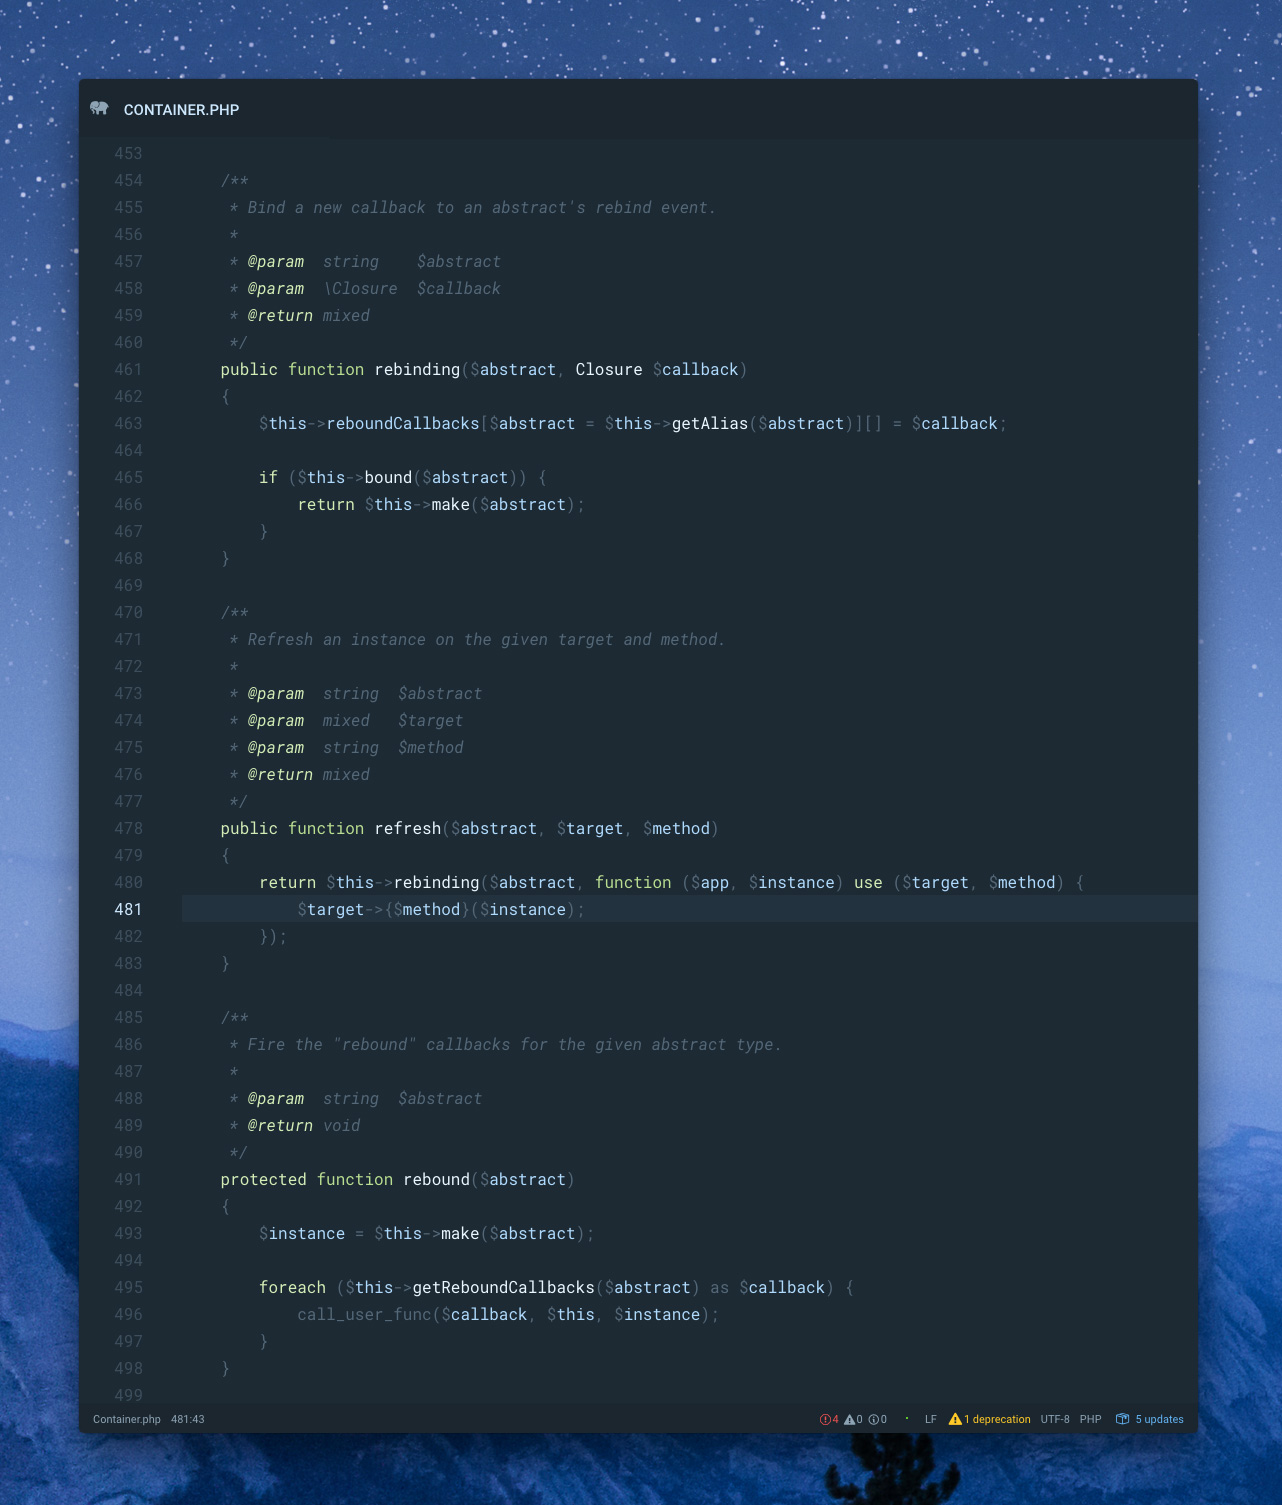 CONTAINER.PHP
453
454 /**
455 * Bind a new callback to an abstract's rebind event.
456 *
457 * @param  string    $abstract
458 * @param  \Closure  $callback
459 * @return mixed
460 */
461 public function rebinding($abstract, Closure $callback)
462 {
463 $this->reboundCallbacks[$abstract = $this->getAlias($abstract)][] = $callback;
464
465 if ($this->bound($abstract)) {
466 return $this->make($abstract);
467 }
468 }
469
470 /**
471 * Refresh an instance on the given target and method.
472 *
473 * @param  string  $abstract
474 * @param  mixed   $target
475 * @param  string  $method
476 * @return mixed
477 */
478 public function refresh($abstract, $target, $method)
479 {
480 return $this->rebinding($abstract, function ($app, $instance) use ($target, $method) {
481 $target->{$method}($instance);
482 });
483 }
484
485 /**
486 * Fire the "rebound" callbacks for the given abstract type.
487 *
488 * @param  string  $abstract
489 * @return void
490 */
491 protected function rebound($abstract)
492 {
493 $instance = $this->make($abstract);
494
495 foreach ($this->getReboundCallbacks($abstract) as $callback) {
496 call_user_func($callback, $this, $instance);
497 }
498 }
499
Container.php 481:43 4 0 0 LF 1 deprecation UTF-8 PHP 5 updates